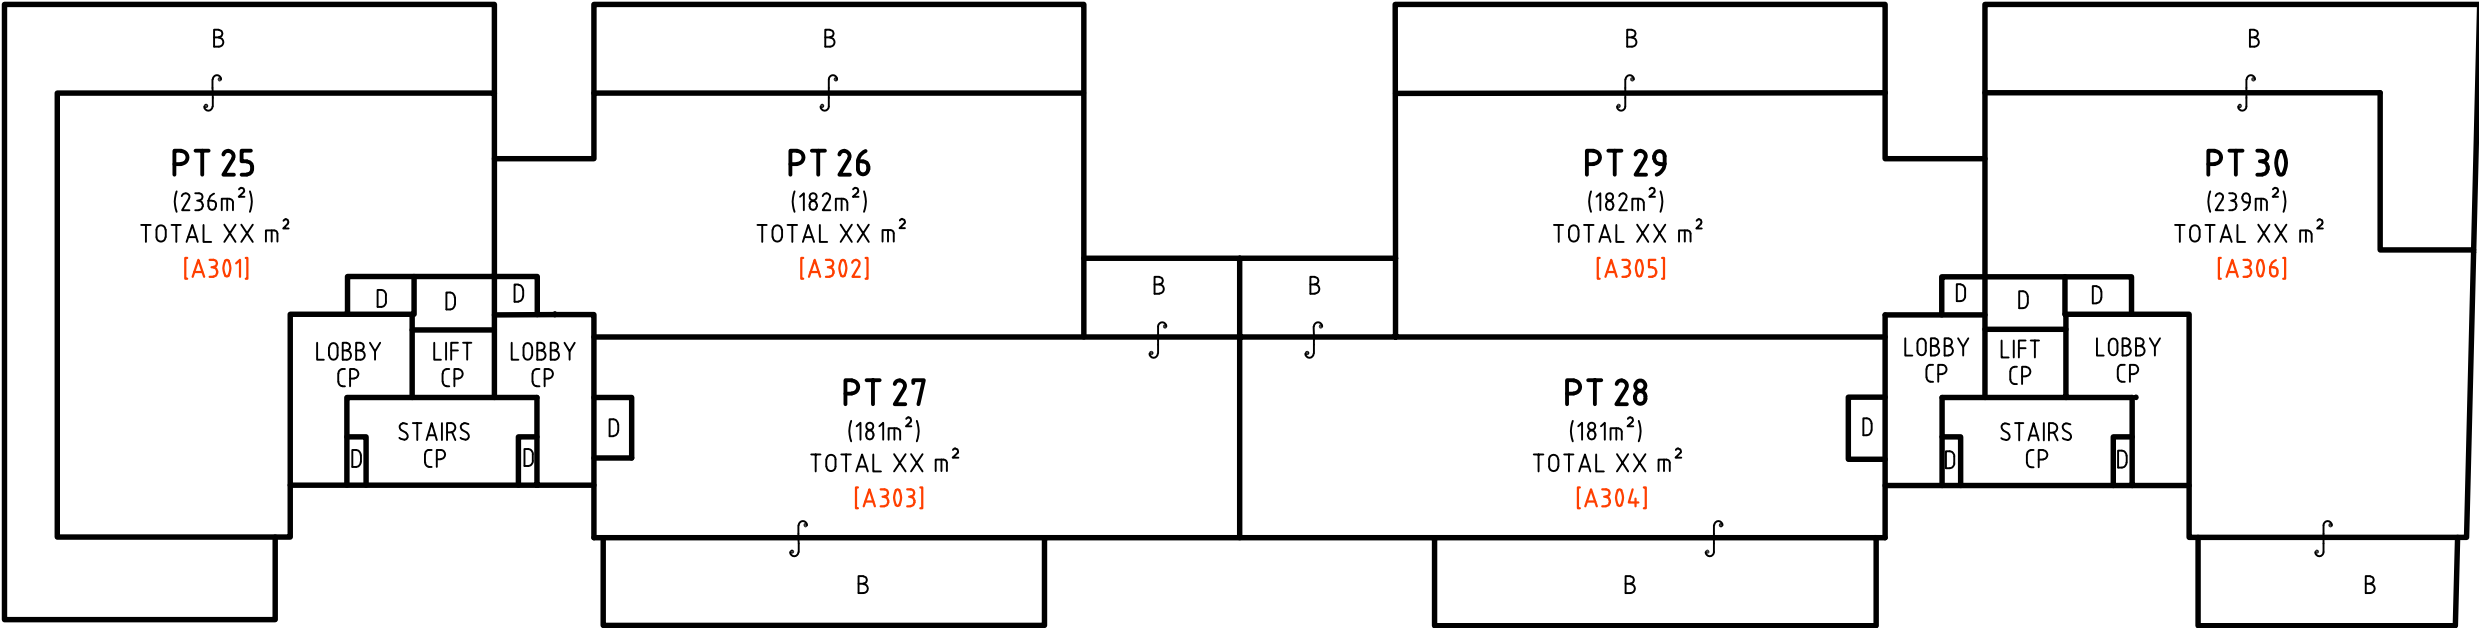 B
B
B
B
PT 25
(236m²)
TOTAL XX m²
[A301]
PT 26
(182m²)
TOTAL XX m²
[A302]
PT 29
(182m²)
TOTAL XX m²
[A305]
PT 30
(239m²)
TOTAL XX m²
[A306]
B
B
D
D
D
D
D
D
LOBBY
CP
LIFT
CP
LOBBY
CP
STAIRS
CP
D
D
D
PT 27
(181m²)
TOTAL XX m²
[A303]
PT 28
(181m²)
TOTAL XX m²
[A304]
D
LOBBY
CP
LIFT
CP
LOBBY
CP
STAIRS
CP
D
D
B
B
B